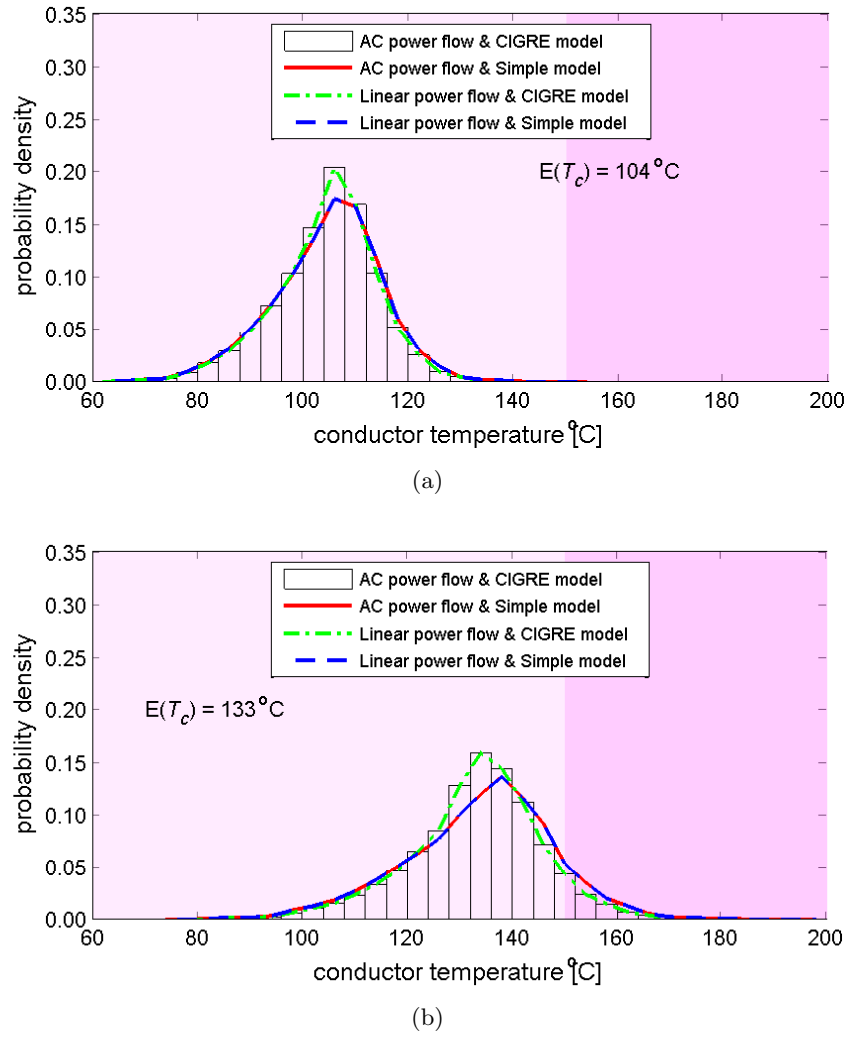 0.35
0.30
0.25
0.20
0.15
0.10
0.05
0.00
probability density
AC power flow & CIGRE model
AC power flow & Simple model
Linear power flow & CIGRE model
Linear power flow & Simple model
E(Tc) = 104°C
60 80 100 120 140 160 180 200
conductor temperature [°C]
(a)
0.35
0.30
0.25
0.20
0.15
0.10
0.05
0.00
probability density
AC power flow & CIGRE model
AC power flow & Simple model
Linear power flow & CIGRE model
Linear power flow & Simple model
E(Tc) = 133°C
60 80 100 120 140 160 180 200
conductor temperature [°C]
(b)